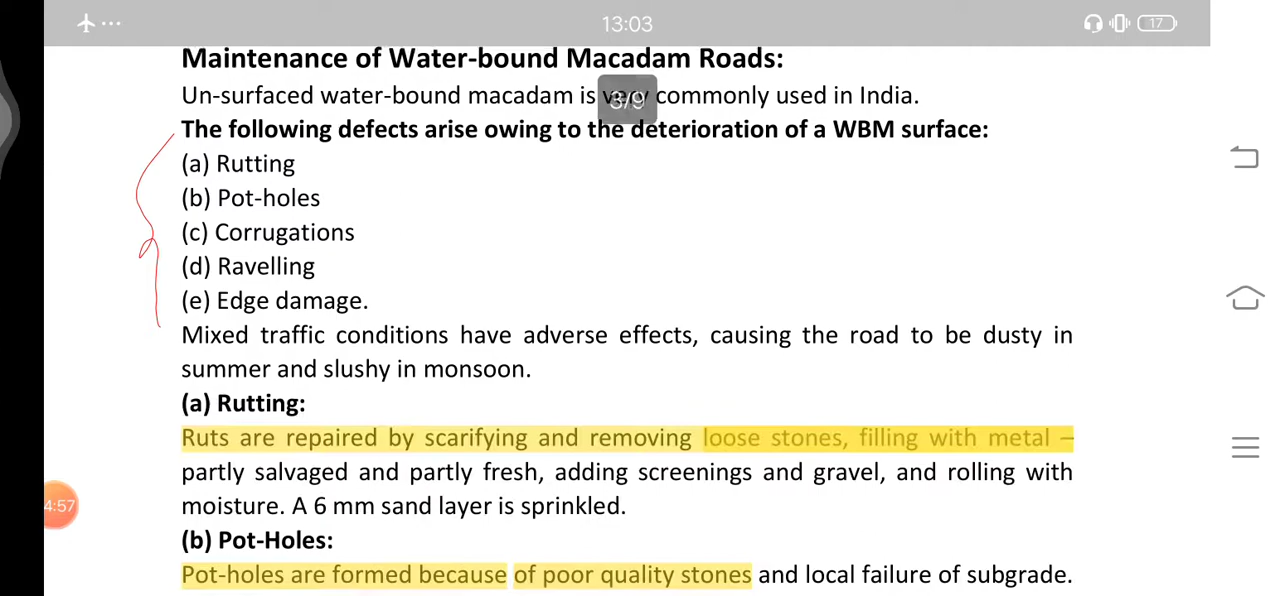 13:03
17
Maintenance of Water-bound Macadam Roads:
3/9
Un-surfaced water-bound macadam is very commonly used in India.
The following defects arise owing to the deterioration of a WBM surface:
(a) Rutting
(b) Pot-holes
(c) Corrugations
(d) Ravelling
(e) Edge damage.
Mixed traffic conditions have adverse effects, causing the road to be dusty in
summer and slushy in monsoon.
(a) Rutting:
Ruts are repaired by scarifying and removing loose stones, filling with metal –
partly salvaged and partly fresh, adding screenings and gravel, and rolling with
moisture. A 6 mm sand layer is sprinkled.
4:57
(b) Pot-Holes:
Pot-holes are formed because of poor quality stones and local failure of subgrade.